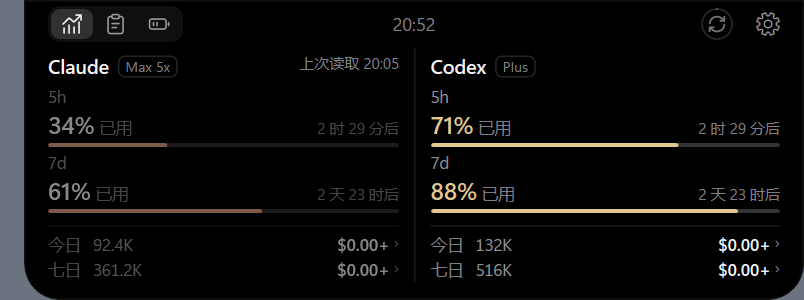 20:52
Claude Max 5x 上次读取 20:05
5h
34% 已用 2 时 29 分后
7d
61% 已用 2 天 23 时后
今日 92.4K $0.00+ ›
七日 361.2K $0.00+ ›
Codex Plus
5h
71% 已用 2 时 29 分后
7d
88% 已用 2 天 23 时后
今日 132K $0.00+ ›
七日 516K $0.00+ ›